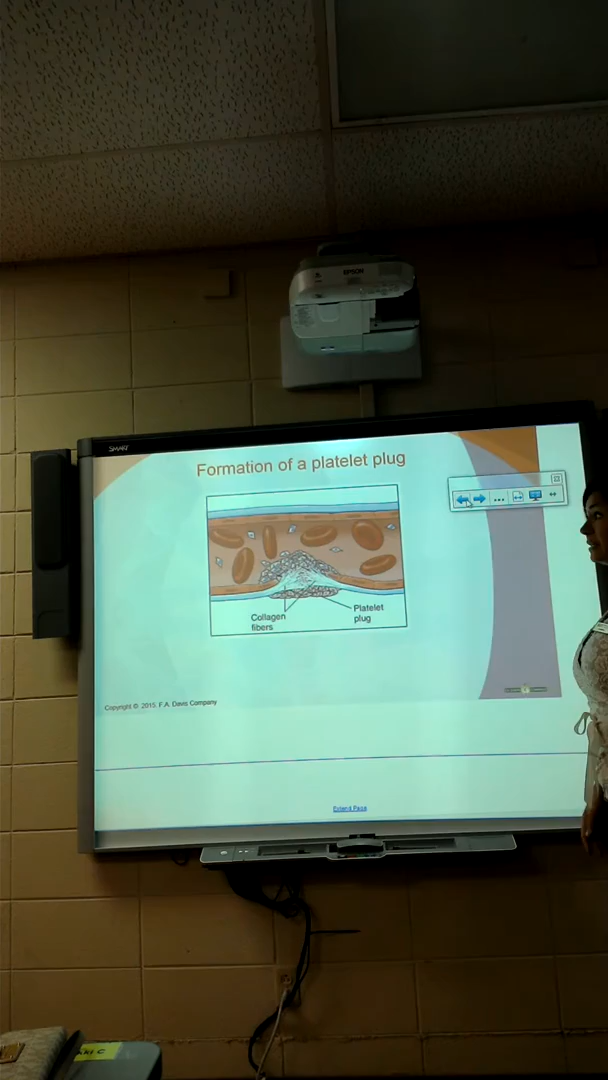 EPSON
SMART
Formation of a platelet plug
Collagen
fibers
Platelet
plug
Copyright © 2015. F.A. Davis Company
Extend Page